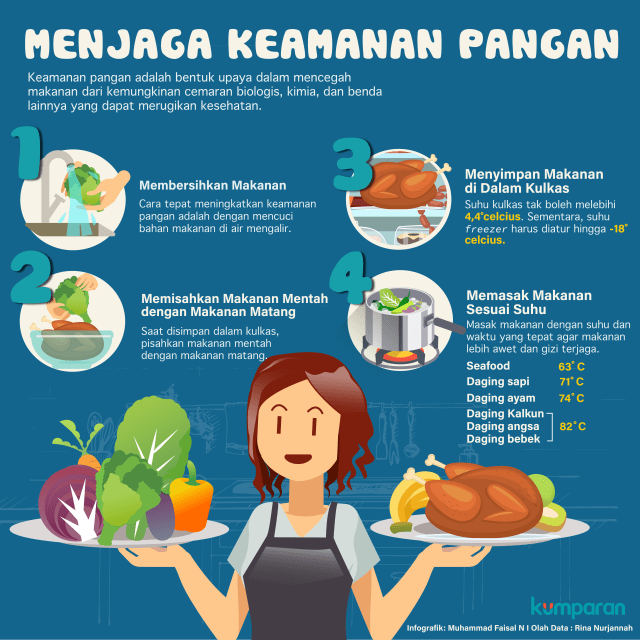 MENJAGA KEAMANAN PANGAN
Keamanan pangan adalah bentuk upaya dalam mencegah
makanan dari kemungkinan cemaran biologis, kimia, dan benda
lainnya yang dapat merugikan kesehatan.
1
Membersihkan Makanan
Cara tepat meningkatkan keamanan
pangan adalah dengan mencuci
bahan makanan di air mengalir.
2
Memisahkan Makanan Mentah
dengan Makanan Matang
Saat disimpan dalam kulkas,
pisahkan makanan mentah
dengan makanan matang.
3
Menyimpan Makanan
di Dalam Kulkas
Suhu kulkas tak boleh melebihi
4,4°celcius. Sementara, suhu
freezer harus diatur hingga -18°
celcius.
4
Memasak Makanan
Sesuai Suhu
Masak makanan dengan suhu dan
waktu yang tepat agar makanan
lebih awet dan gizi terjaga.
Seafood 63°C
Daging sapi 71°C
Daging ayam 74°C
Daging Kalkun
Daging angsa 82°C
Daging bebek
kumparan
Infografik: Muhammad Faisal N I Olah Data : Rina Nurjannah